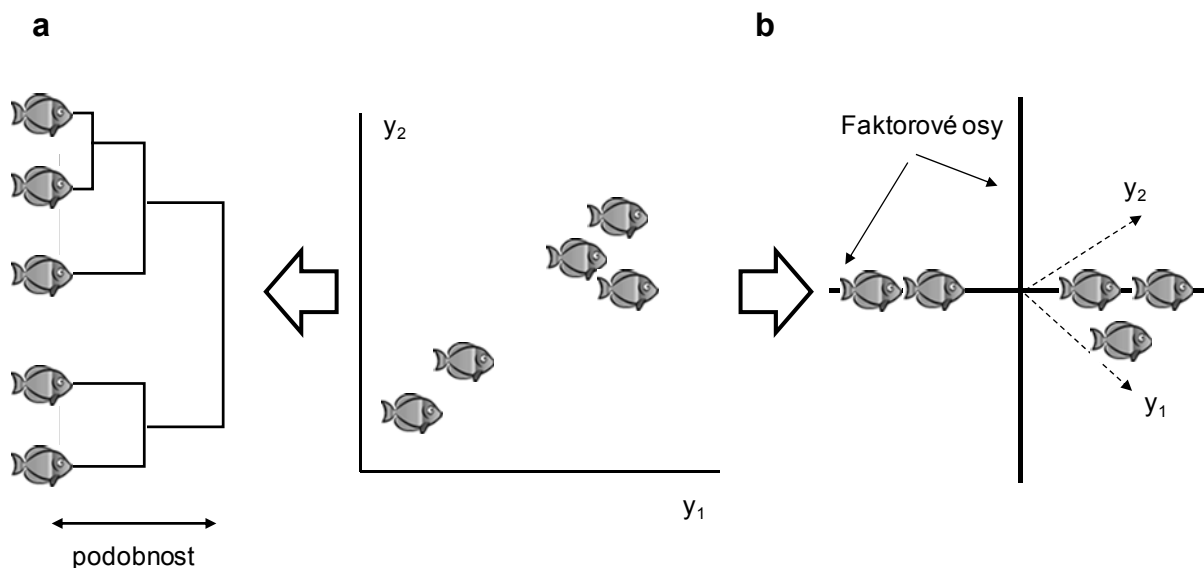 a
b
y₂
Faktorové osy
y₂
y₁
y₁
podobnost